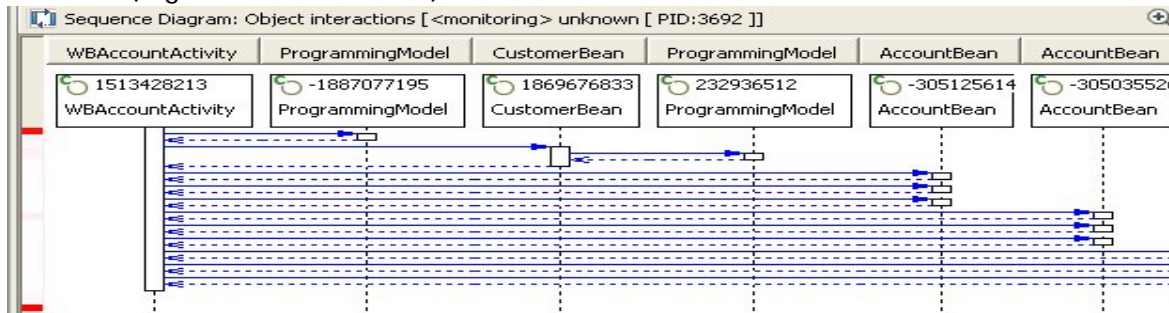 Sequence Diagram: Object interactions [<monitoring> unknown [ PID:3692 ]]
WBAccountActivity ProgrammingModel CustomerBean ProgrammingModel AccountBean AccountBean
1513428213 -1887077195 1869676833 232936512 -305125614
WBAccountActivity ProgrammingModel CustomerBean ProgrammingModel AccountBean AccountBean